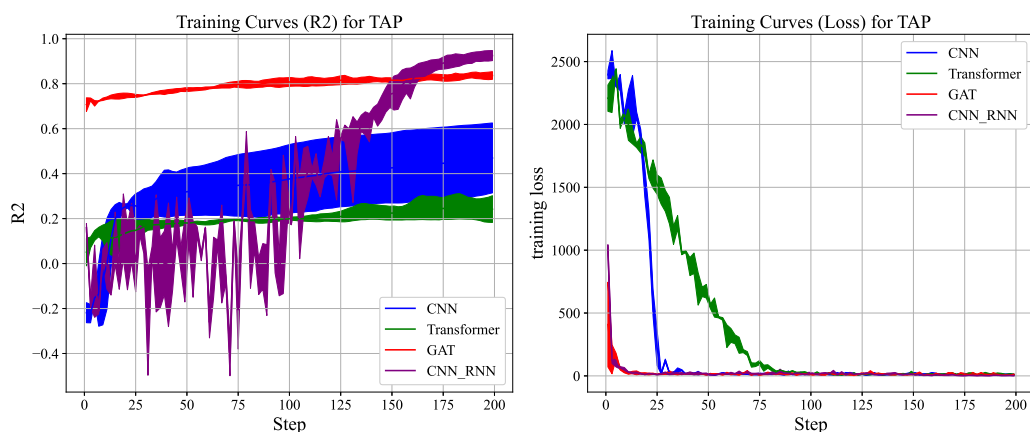 Training Curves (R2) for TAP
1.0
0.8
0.6
0.4
0.2
0.0
−0.2
−0.4
R2
0
25
50
75
100
125
150
175
200
Step
CNN
Transformer
GAT
CNN_RNN
Training Curves (Loss) for TAP
2500
2000
1500
1000
500
0
training loss
0
25
50
75
100
125
150
175
200
Step
CNN
Transformer
GAT
CNN_RNN